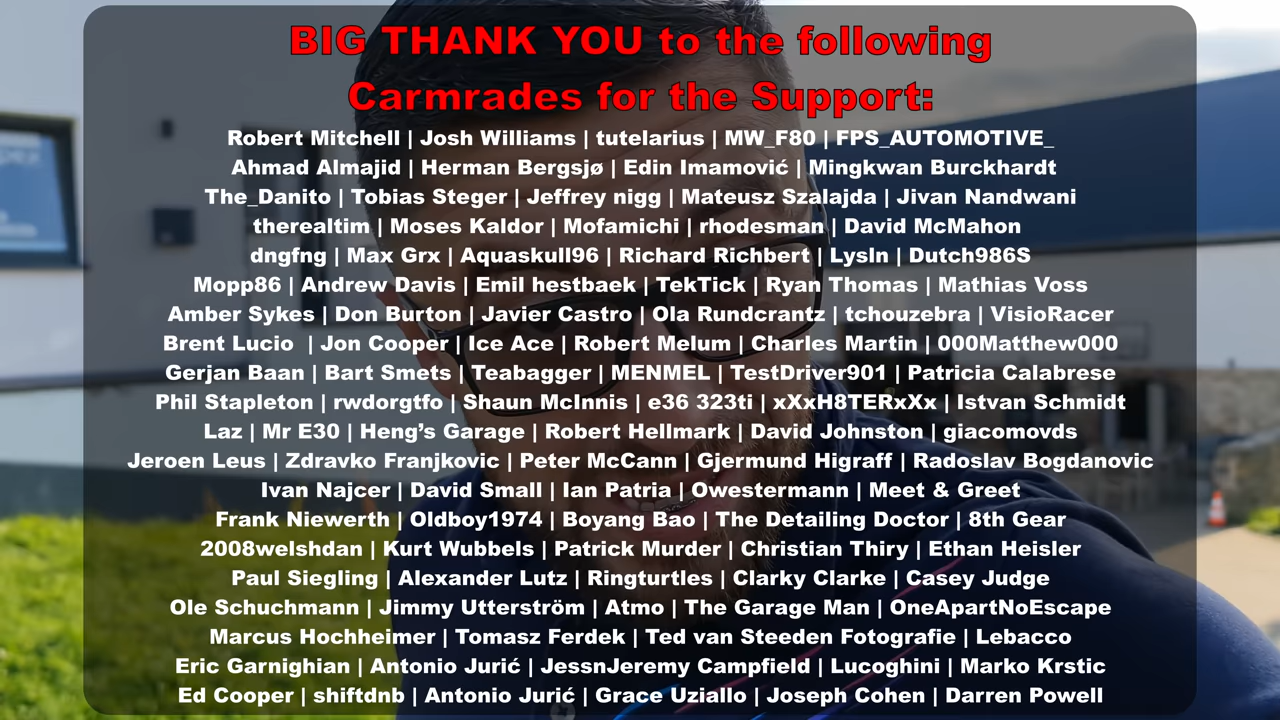 BIG THANK YOU to the following
Carmrades for the Support:
Robert Mitchell | Josh Williams | tutelarius | MW_F80 | FPS_AUTOMOTIVE_
Ahmad Almajid | Herman Bergsjø | Edin Imamović | Mingkwan Burckhardt
The_Danito | Tobias Steger | Jeffrey nigg | Mateusz Szalajda | Jivan Nandwani
therealtim | Moses Kaldor | Mofamichi | rhodesman | David McMahon
dngfng | Max Grx | Aquaskull96 | Richard Richbert | Lysln | Dutch986S
Mopp86 | Andrew Davis | Emil hestbaek | TekTick | Ryan Thomas | Mathias Voss
Amber Sykes | Don Burton | Javier Castro | Ola Rundcrantz | tchouzebra | VisioRacer
Brent Lucio | Jon Cooper | Ice Ace | Robert Melum | Charles Martin | 000Matthew000
Gerjan Baan | Bart Smets | Teabagger | MENMEL | TestDriver901 | Patricia Calabrese
Phil Stapleton | rwdorgtfo | Shaun McInnis | e36 323ti | xXxH8TERxXx | Istvan Schmidt
Laz | Mr E30 | Heng’s Garage | Robert Hellmark | David Johnston | giacomovds
Jeroen Leus | Zdravko Franjkovic | Peter McCann | Gjermund Higraff | Radoslav Bogdanovic
Ivan Najcer | David Small | Ian Patria | Owestermann | Meet & Greet
Frank Niewerth | Oldboy1974 | Boyang Bao | The Detailing Doctor | 8th Gear
2008welshdan | Kurt Wubbels | Patrick Murder | Christian Thiry | Ethan Heisler
Paul Siegling | Alexander Lutz | Ringturtles | Clarky Clarke | Casey Judge
Ole Schuchmann | Jimmy Utterström | Atmo | The Garage Man | OneApartNoEscape
Marcus Hochheimer | Tomasz Ferdek | Ted van Steeden Fotografie | Lebacco
Eric Garnighian | Antonio Jurić | JessnJeremy Campfield | Lucoghini | Marko Krstic
Ed Cooper | shiftdnb | Antonio Jurić | Grace Uziallo | Joseph Cohen | Darren Powell